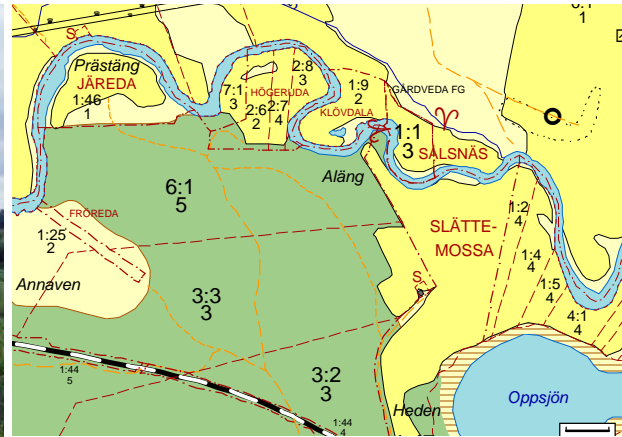 6:1
1
S
Prästäng
JÄREDA
1:46
1
7:1
3
HÖGERUDA
2:6
2
2:7
4
2:8
3
1:9
2
KLÖVDALA
GÅRDVEDA FG
1:1
3
SALSNÄS
Aläng
6:1
5
FRÖREDA
1:25
2
Annaven
SLÄTTE-
MOSSA
1:2
4
1:4
4
1:5
4
4:1
4
S
3:3
3
3:2
3
1:44
5
1:44
4
Heden
Oppsjön